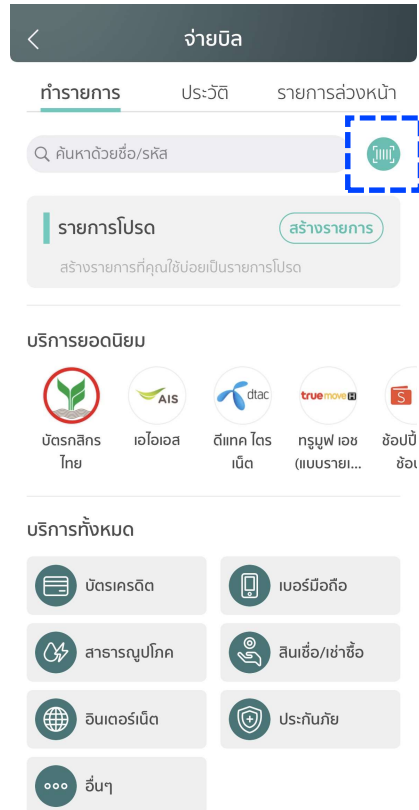 จ่ายบิล
ทำรายการ ประวัติ รายการล่วงหน้า
ค้นหาด้วยชื่อ/รหัส
รายการโปรด สร้างรายการ
สร้างรายการที่คุณใช้บ่อยเป็นรายการโปรด
บริการยอดนิยม
AIS dtac truemove H S
บัตรกสิกร เอไอเอส ดีแทค ไตร ทรูมูฟ เอช ช้อปปี้
ไทย เน็ต (แบบรายเ...
บริการทั้งหมด
บัตรเครดิต เบอร์มือถือ
สาธารณูปโภค สินเชื่อ/เช่าซื้อ
อินเตอร์เน็ต ประกันภัย
อื่นๆ